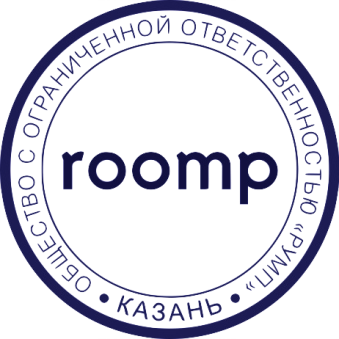 ОБЩЕСТВО С ОГРАНИЧЕННОЙ ОТВЕТСТВЕННОСТЬЮ «РУМП»
roomp
• КАЗАНЬ •